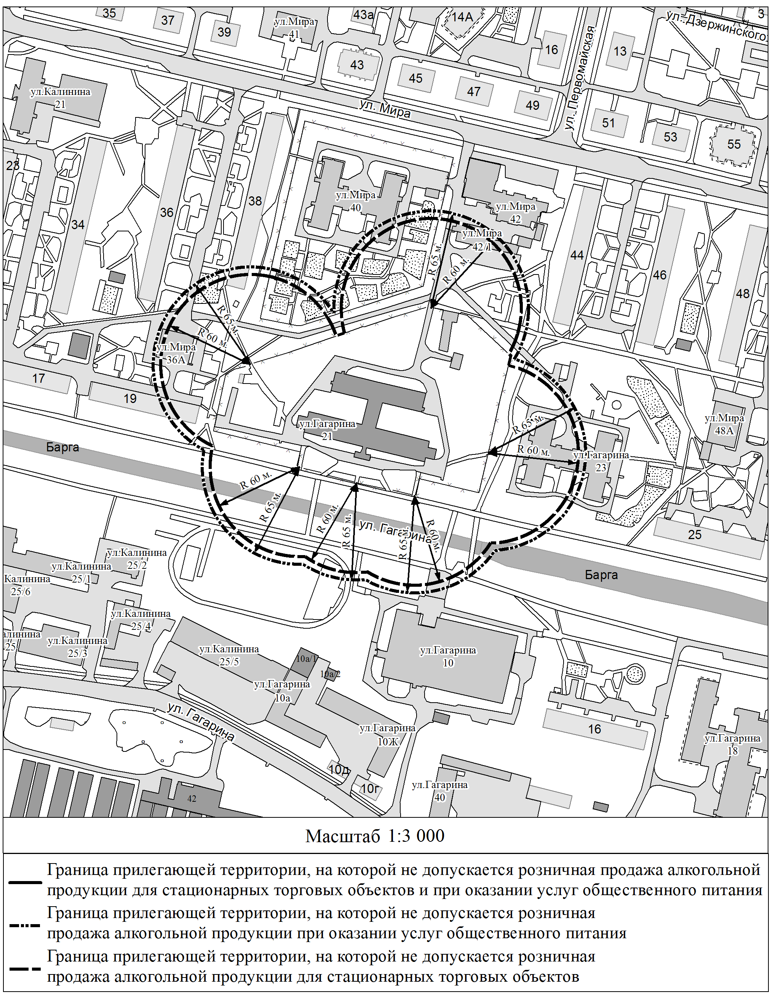 35
37
39
ул.Мира
41
43а
14А
16
13
ул. Дзержинского
3
43
45
47
49
ул. Первомайская
51
53
55
ул. Мира
ул.Калинина
21
23
34
36
38
ул.Мира
40
ул.Мира
42
ул.Мира
42/1
44
46
48
R 65 м.
R 60 м.
R 65 м.
R 60 м.
ул.Мира
36А
17
19
ул.Гагарина
21
R 65 м.
R 60 м.
ул.Гагарина
23
ул.Мира
48А
Барга
R 60 м.
R 65 м.
R 60 м.
R 65 м.
ул. Гагарина
R 65 м.
R 60 м.
25
Барга
ул.Калинина
25/2
ул.Калинина
25/1
Калинина
25/6
ул.Калинина
25/4
алинина
25
ул.Калинина
25/3
ул.Калинина
25/5
10а/1
10а/2
ул.Гагарина
10а
ул.Гагарина
10
ул. Гагарина
ул.Гагарина
10Ж
16
ул.Гагарина
18
10д
10г
ул.Гагарина
40
42
Масштаб 1:3 000
Граница прилегающей территории, на которой не допускается розничная продажа алкогольной
продукции для стационарных торговых объектов и при оказании услуг общественного питания
Граница прилегающей территории, на которой не допускается розничная
продажа алкогольной продукции при оказании услуг общественного питания
Граница прилегающей территории, на которой не допускается розничная
продажа алкогольной продукции для стационарных торговых объектов